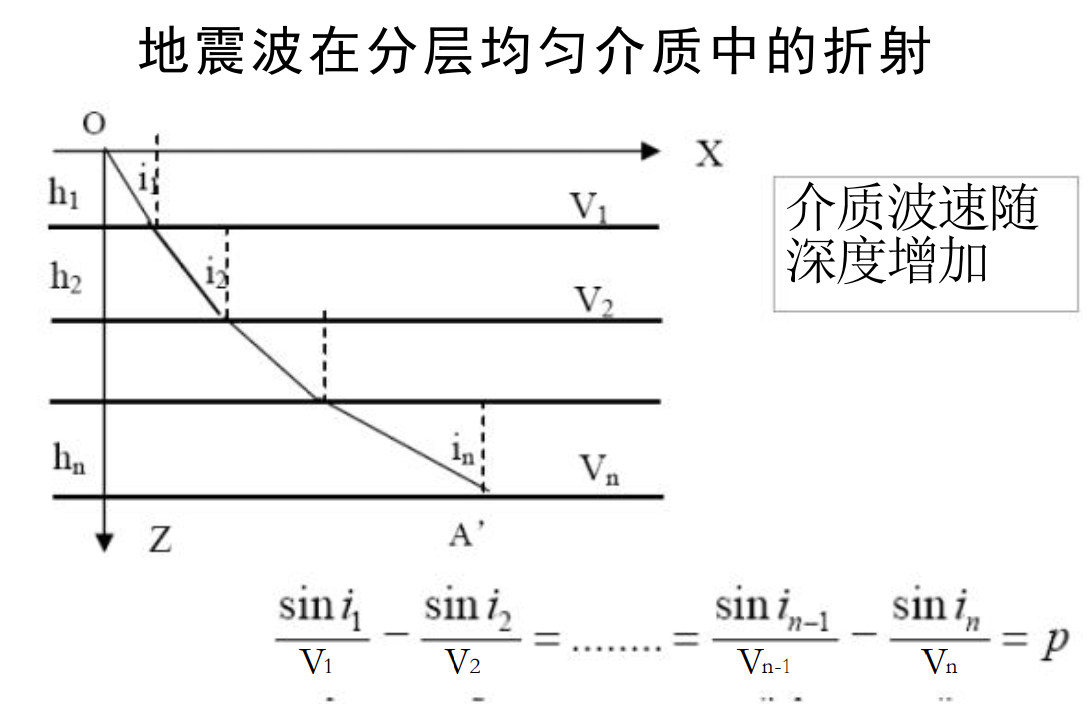 地震波在分层均匀介质中的折射
O
X
i₁
h₁
V₁
介质波速随
深度增加
h₂
i₂
V₂
hₙ
iₙ
Vₙ
Z
A’
sin i₁/V₁ − sin i₂/V₂ = ........ = sin iₙ₋₁/Vₙ₋₁ − sin iₙ/Vₙ = p